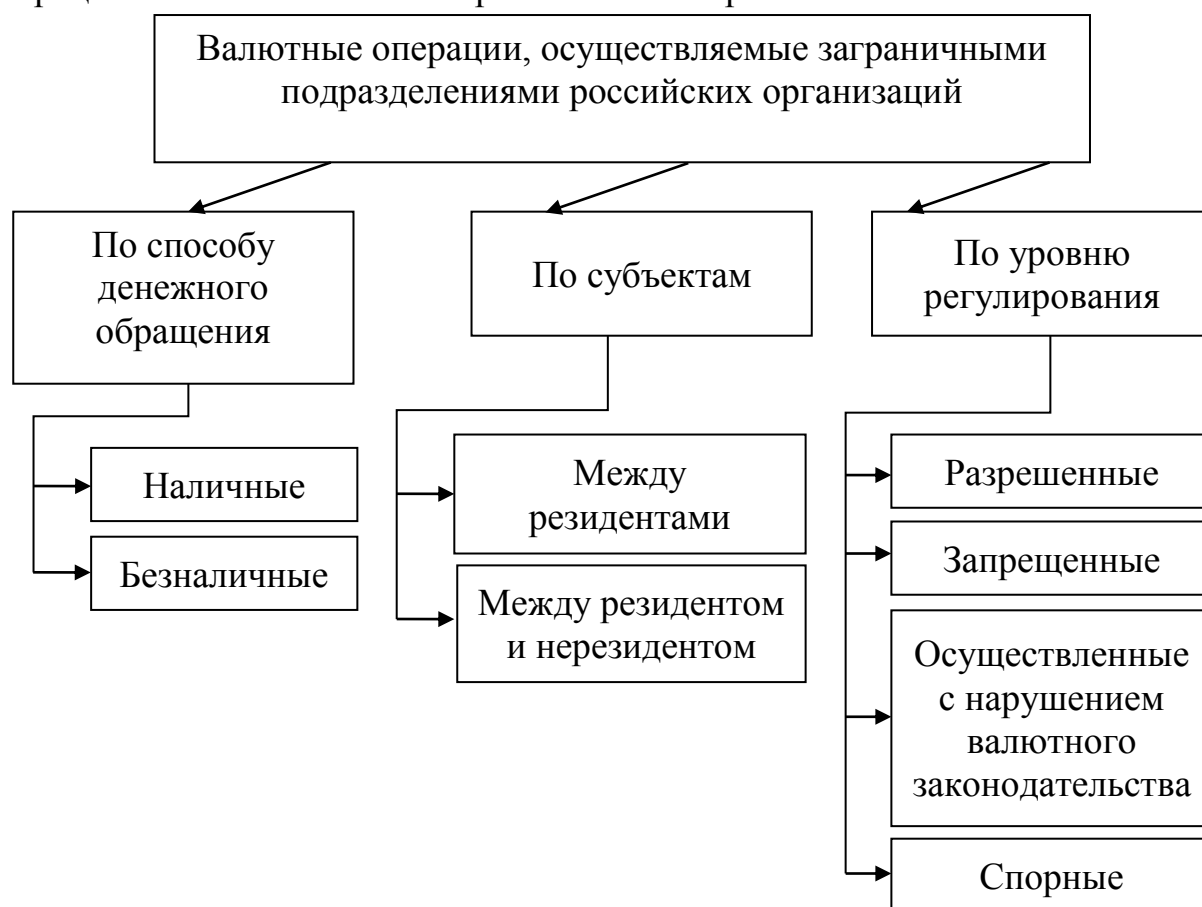 Валютные операции, осуществляемые заграничными
подразделениями российских организаций
По способу
денежного
обращения
Наличные
Безналичные
По субъектам
Между
резидентами
Между резидентом
и нерезидентом
По уровню
регулирования
Разрешенные
Запрещенные
Осуществленные
с нарушением
валютного
законодательства
Спорные